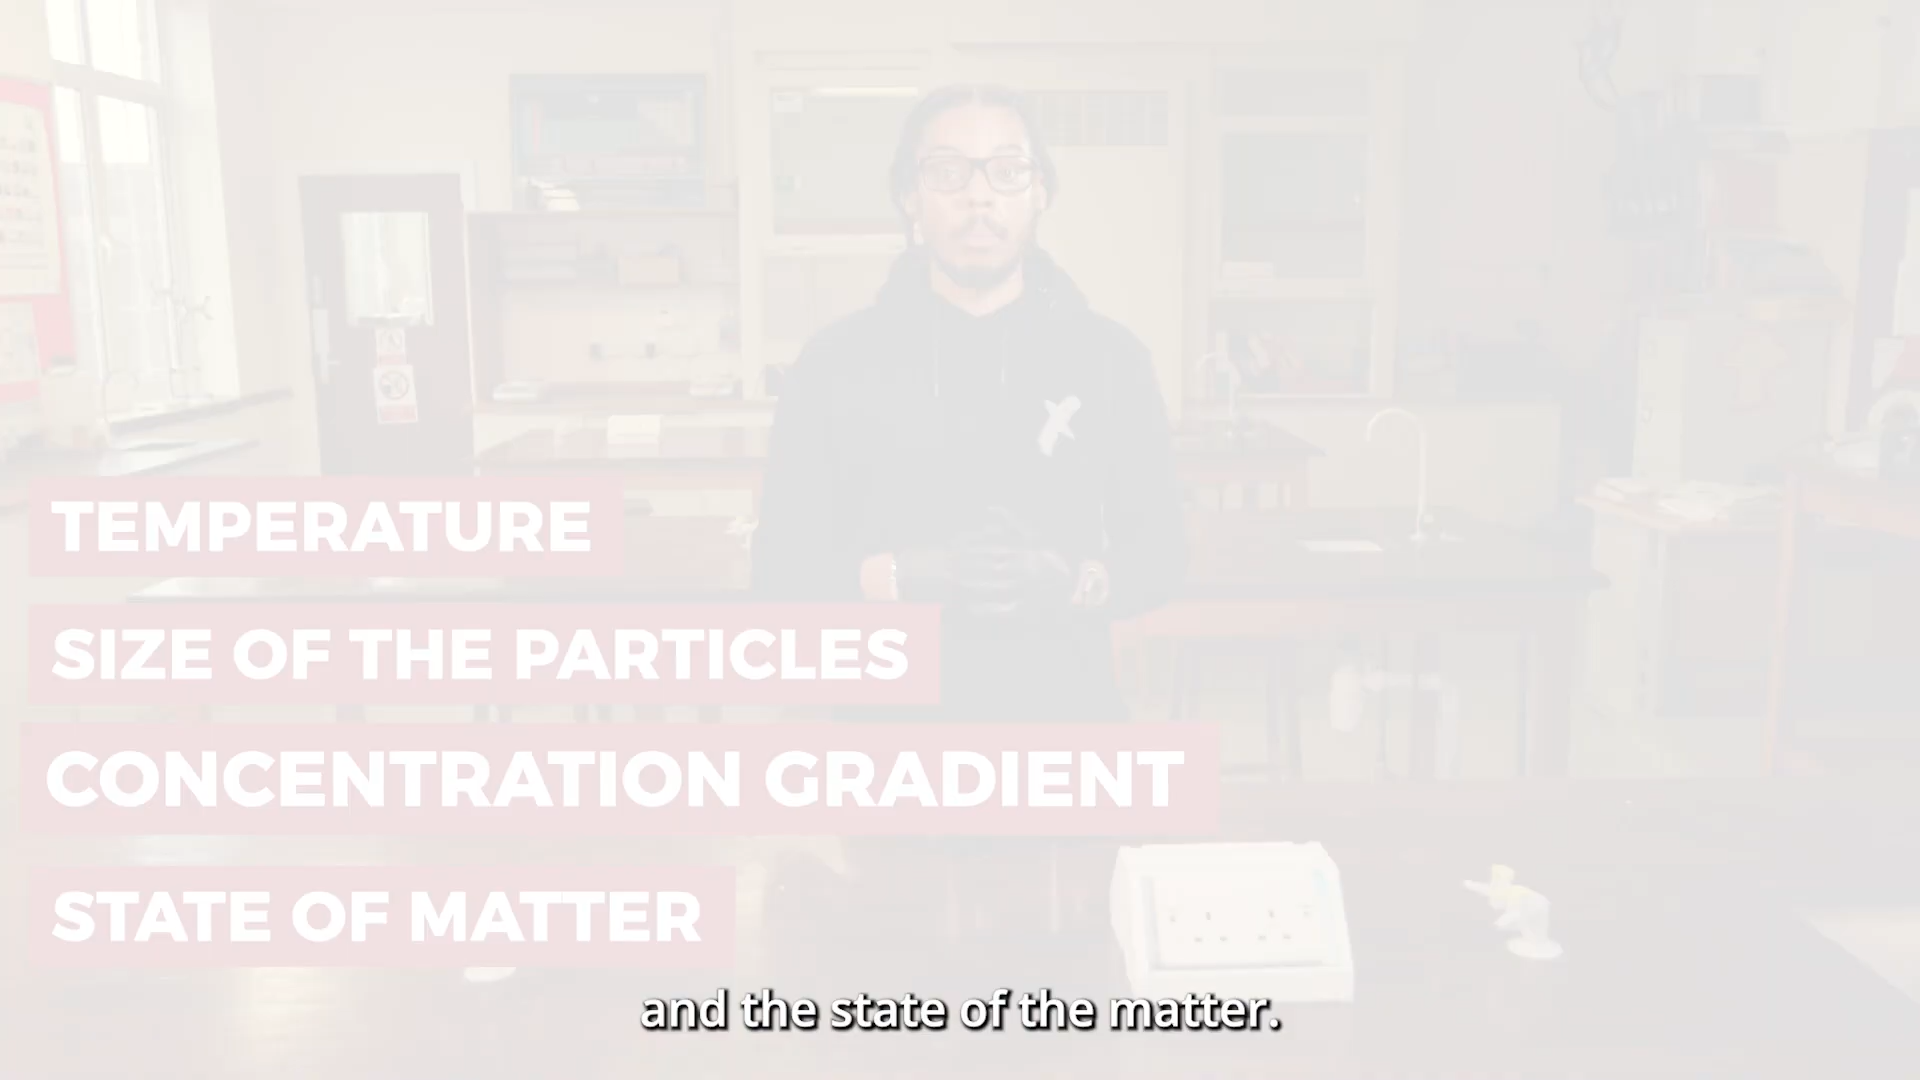 TEMPERATURE
SIZE OF THE PARTICLES
CONCENTRATION GRADIENT
STATE OF MATTER
and the state of the matter.